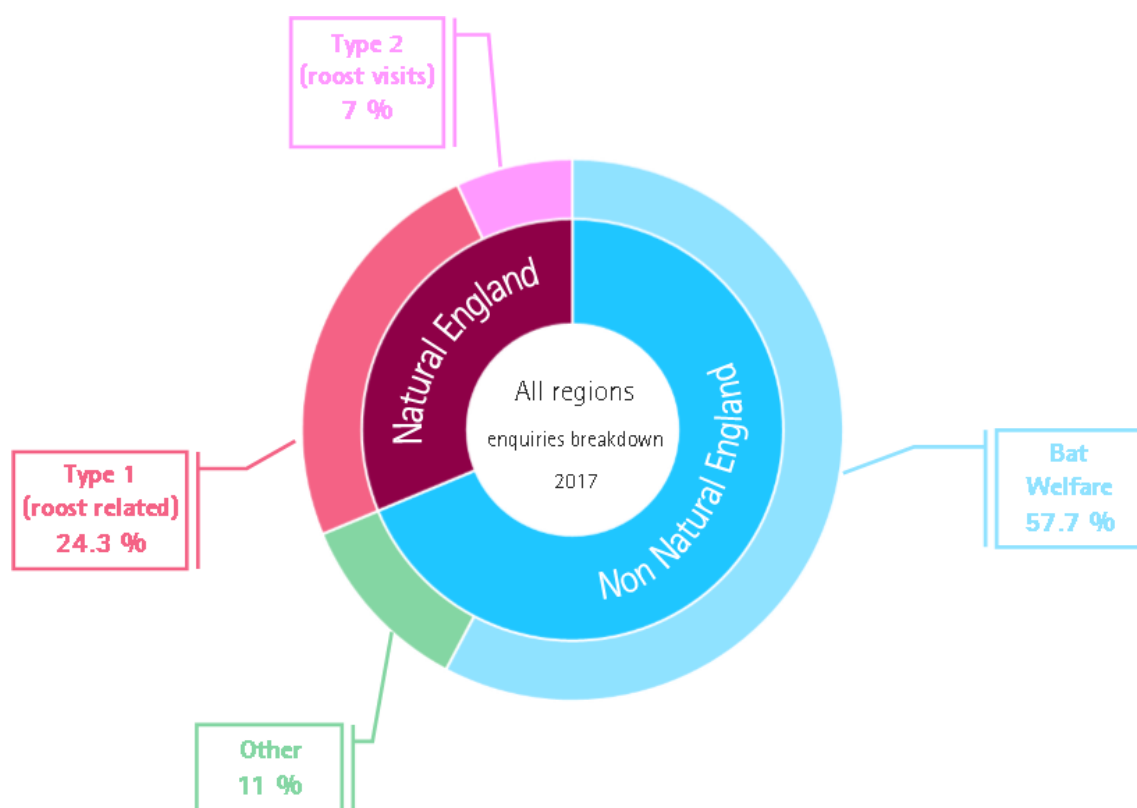 Type 2
(roost visits)
7 %
Natural England
All regions
enquiries breakdown
2017
Non Natural England
Bat
Welfare
57.7 %
Type 1
(roost related)
24.3 %
Other
11 %